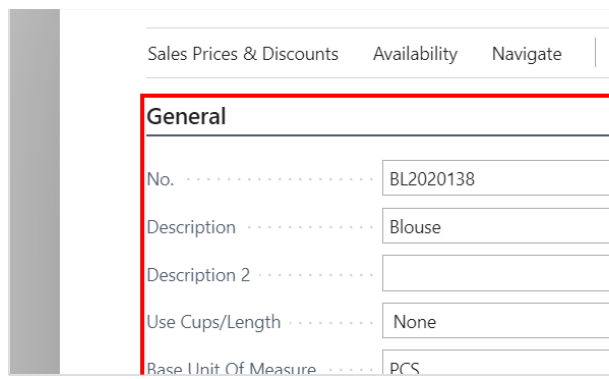 Sales Prices & Discounts Availability Navigate
General
No. BL2020138
Description Blouse
Description 2
Use Cups/Length None
Base Unit Of Measure PCS